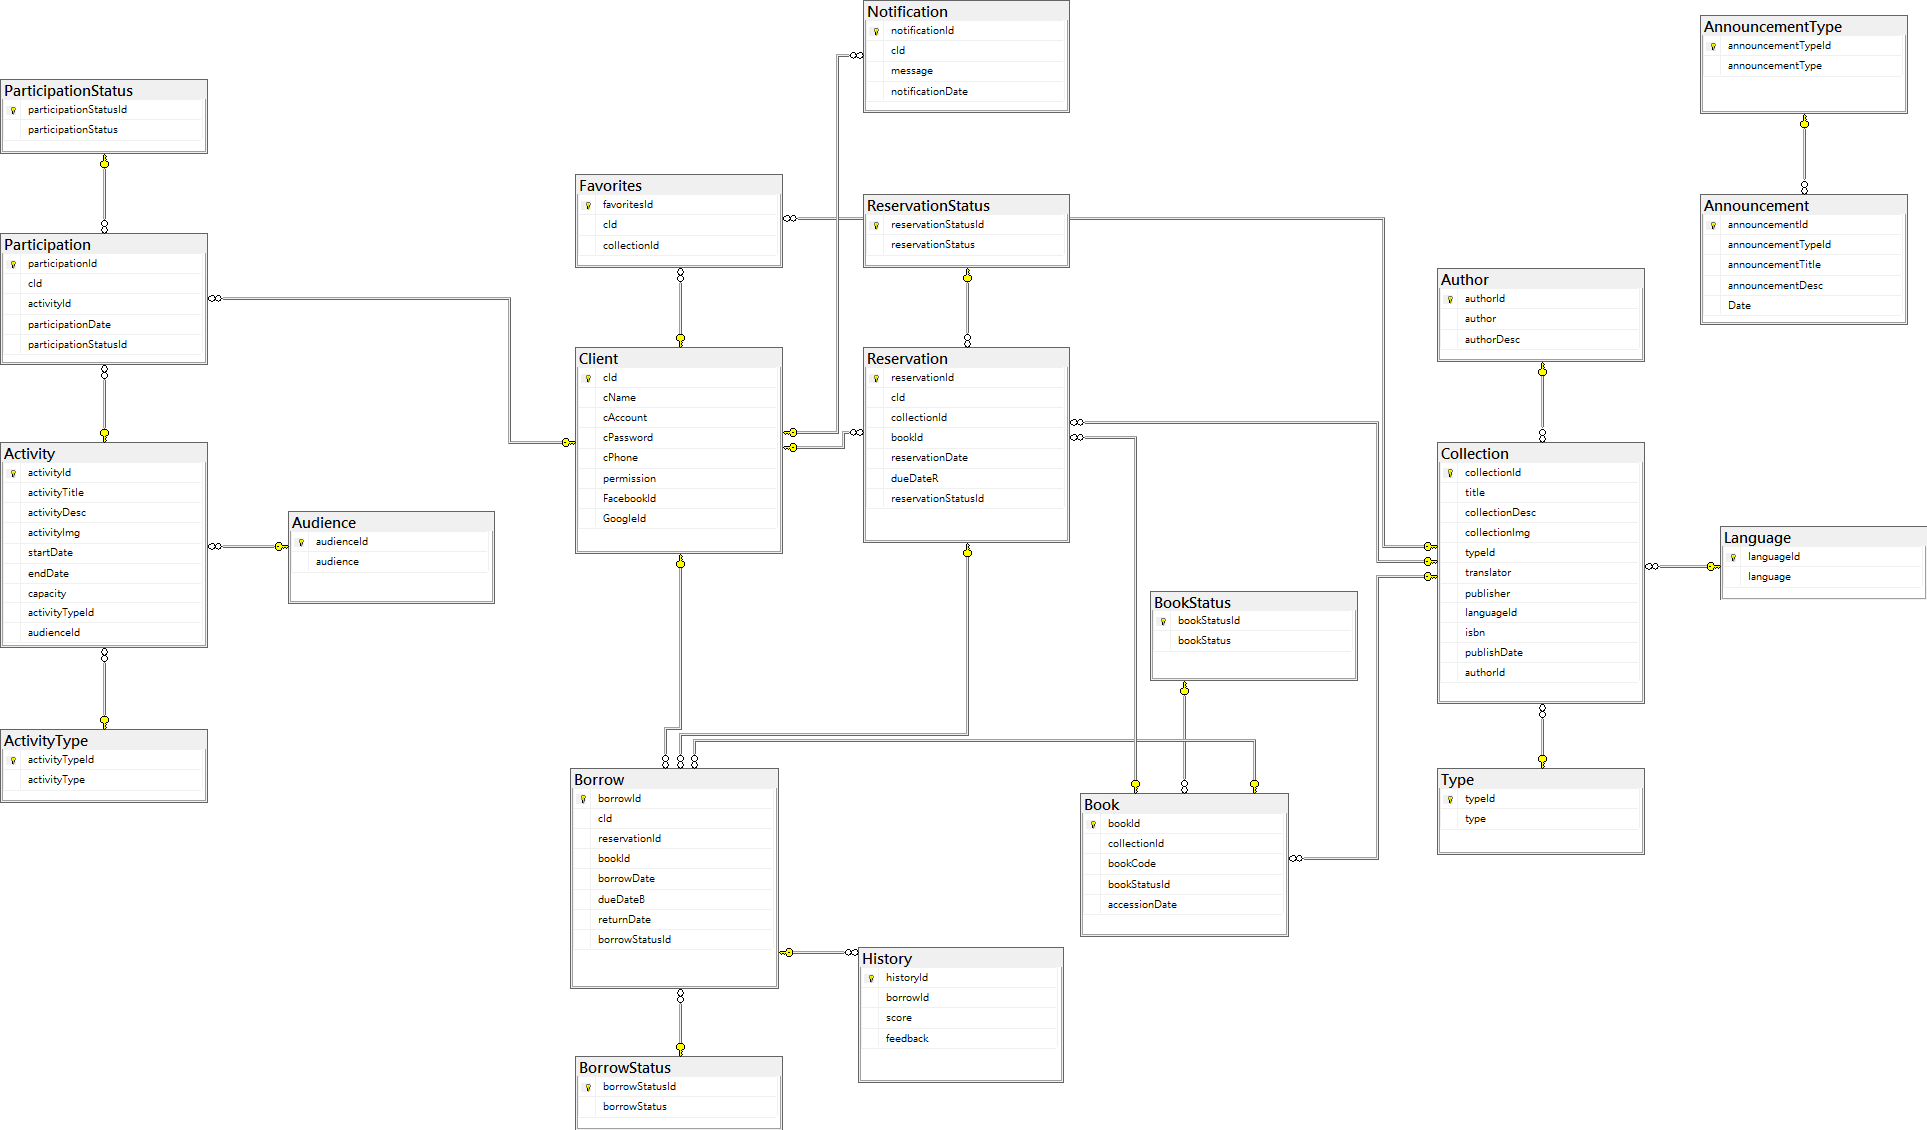 Notification
notificationId
cId
message
notificationDate
AnnouncementType
announcementTypeId
announcementType
ParticipationStatus
participationStatusId
participationStatus
Favorites
favoritesId
cId
collectionId
ReservationStatus
reservationStatusId
reservationStatus
Announcement
announcementId
announcementTypeId
announcementTitle
announcementDesc
Date
Participation
participationId
cId
activityId
participationDate
participationStatusId
Author
authorId
author
authorDesc
Client
cId
cName
cAccount
cPassword
cPhone
permission
FacebookId
GoogleId
Reservation
reservationId
cId
collectionId
bookId
reservationDate
dueDateR
reservationStatusId
Activity
activityId
activityTitle
activityDesc
activityImg
startDate
endDate
capacity
activityTypeId
audienceId
Collection
collectionId
title
collectionDesc
collectionImg
typeId
translator
publisher
languageId
isbn
publishDate
authorId
Audience
audienceId
audience
Language
languageId
language
BookStatus
bookStatusId
bookStatus
ActivityType
activityTypeId
activityType
Borrow
borrowId
cId
reservationId
bookId
borrowDate
dueDateB
returnDate
borrowStatusId
Type
typeId
type
Book
bookId
collectionId
bookCode
bookStatusId
accessionDate
History
historyId
borrowId
score
feedback
BorrowStatus
borrowStatusId
borrowStatus